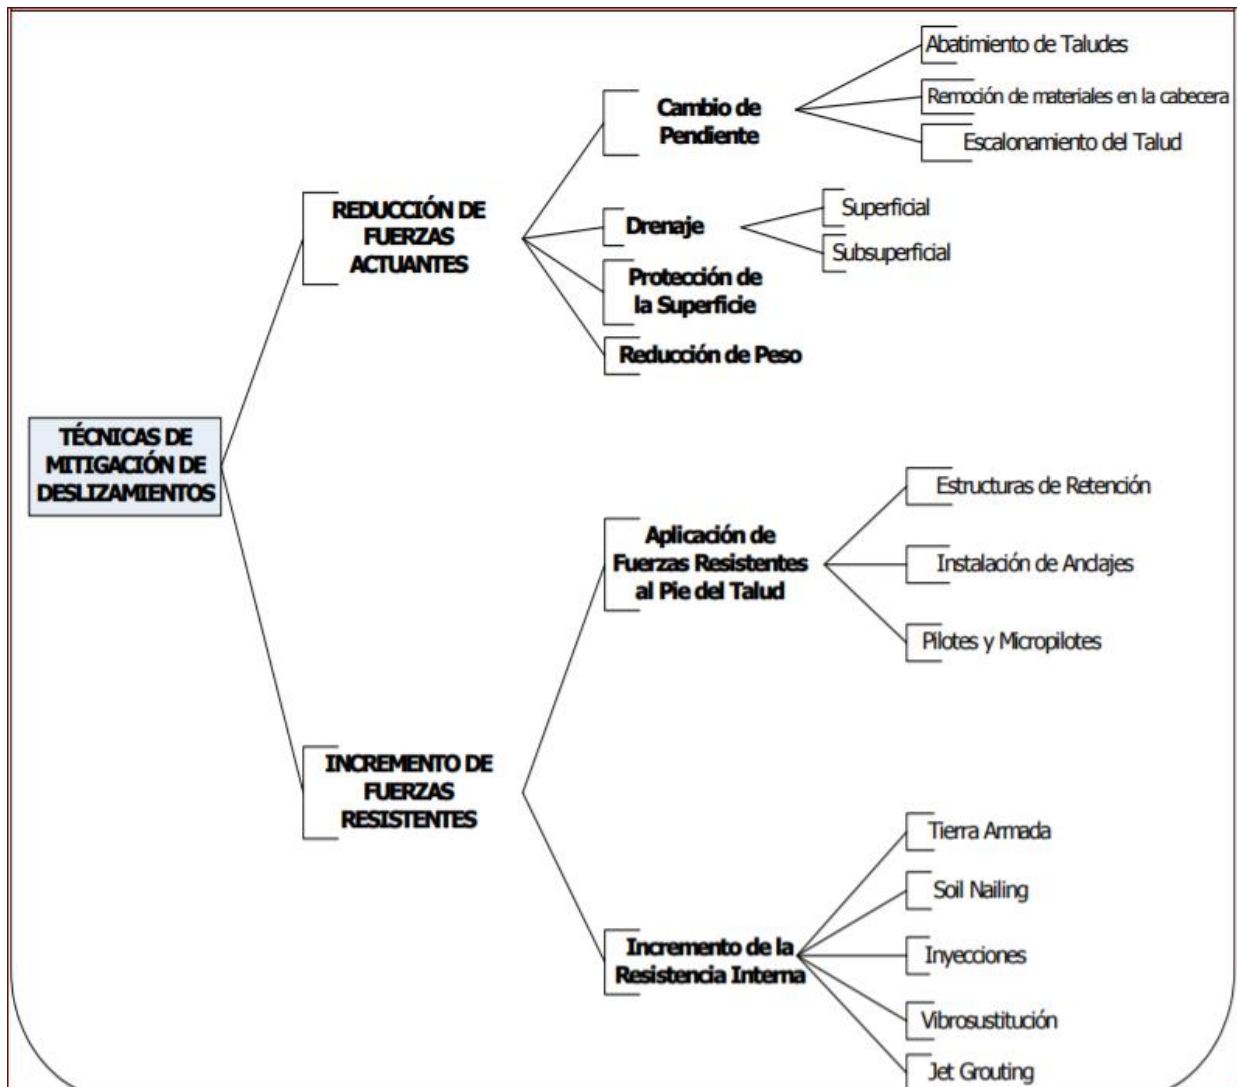 TÉCNICAS DE
MITIGACIÓN DE
DESLIZAMIENTOS
REDUCCIÓN DE
FUERZAS
ACTUANTES
Cambio de
Pendiente
Abatimiento de Taludes
Remoción de materiales en la cabecera
Escalonamiento del Talud
Drenaje
Superficial
Subsuperficial
Protección de
la Superficie
Reducción de Peso
INCREMENTO DE
FUERZAS
RESISTENTES
Aplicación de
Fuerzas Resistentes
al Pie del Talud
Estructuras de Retención
Instalación de Anclajes
Pilotes y Micropilotes
Incremento de la
Resistencia Interna
Tierra Armada
Soil Nailing
Inyecciones
Vibrosustitución
Jet Grouting